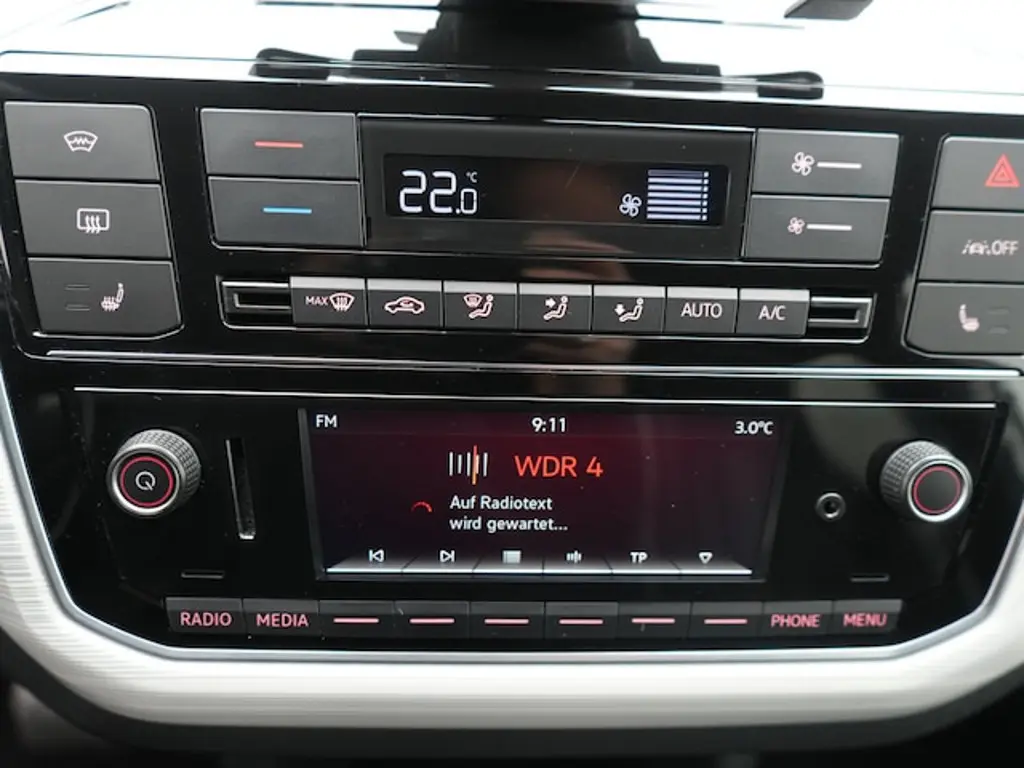 22.0 °C
OFF
MAX
AUTO
A/C
FM
9:11
3.0°C
WDR 4
Auf Radiotext
wird gewartet...
TP
RADIO
MEDIA
PHONE
MENU